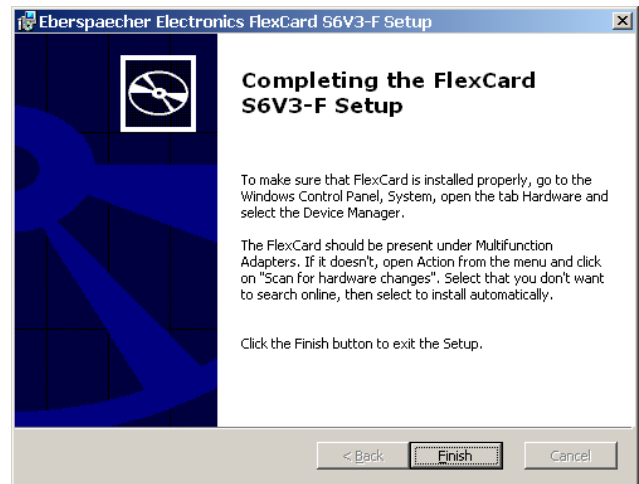 Eberspaecher Electronics FlexCard S6V3-F Setup
Completing the FlexCard
S6V3-F Setup
To make sure that FlexCard is installed properly, go to the
Windows Control Panel, System, open the tab Hardware and
select the Device Manager.
The FlexCard should be present under Multifunction
Adapters. If it doesn't, open Action from the menu and click
on "Scan for hardware changes". Select that you don't want
to search online, then select to install automatically.
Click the Finish button to exit the Setup.
< Back
Finish
Cancel